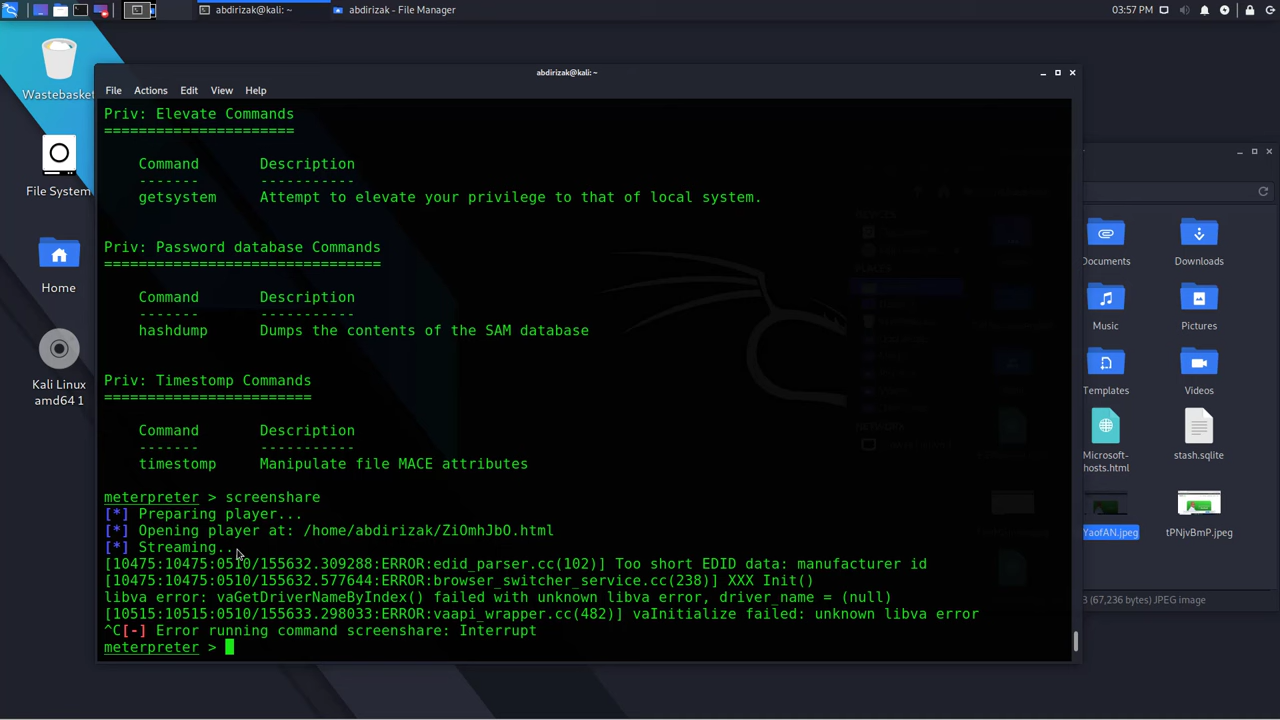 abdirizak@kali: ~
abdirizak - File Manager
03:57 PM
Wastebasket
File System
Home
Kali Linux
amd64 1
abdirizak@kali: ~
File Actions Edit View Help
Priv: Elevate Commands
======================
Command Description
------- -----------
getsystem Attempt to elevate your privilege to that of local system.
Priv: Password database Commands
================================
Command Description
------- -----------
hashdump Dumps the contents of the SAM database
Priv: Timestomp Commands
========================
Command Description
------- -----------
timestomp Manipulate file MACE attributes
meterpreter > screenshare
[*] Preparing player...
[*] Opening player at: /home/abdirizak/ZiOmhJbO.html
[*] Streaming...
[10475:10475:0510/155632.309288:ERROR:edid_parser.cc(102)] Too short EDID data: manufacturer id
[10475:10475:0510/155632.577644:ERROR:browser_switcher_service.cc(238)] XXX Init()
libva error: vaGetDriverNameByIndex() failed with unknown libva error, driver_name = (null)
[10515:10515:0510/155633.298033:ERROR:vaapi_wrapper.cc(482)] vaInitialize failed: unknown libva error
^C[-] Error running command screenshare: Interrupt
meterpreter >
Documents
Downloads
Music
Pictures
Templates
Videos
Microsoft-
hosts.html
stash.sqlite
YaofAN.jpeg
tPNjvBmP.jpeg
(67,236 bytes) JPEG image